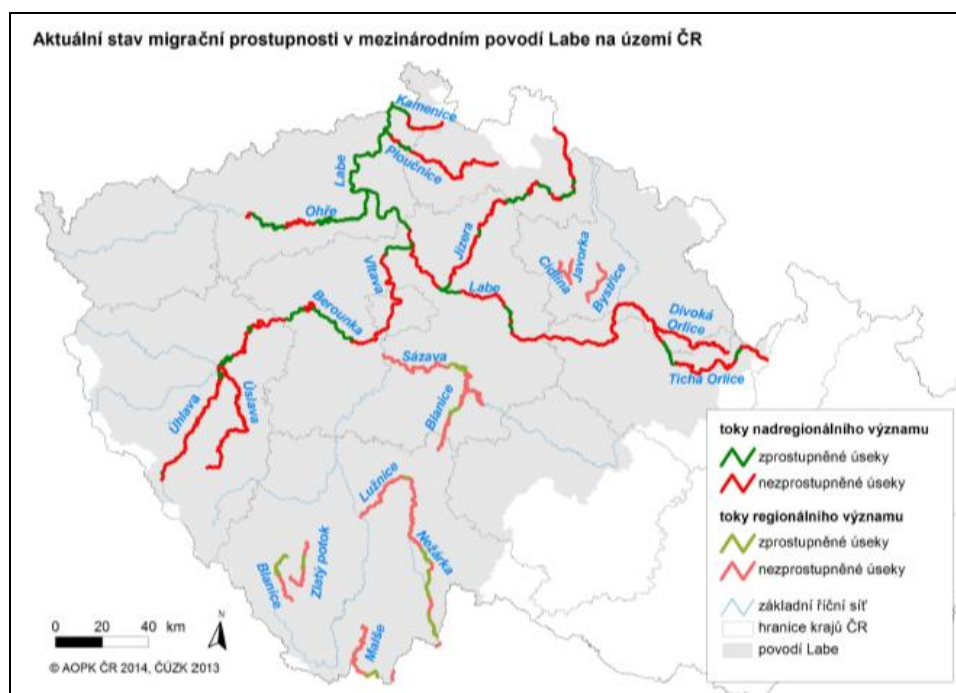 Aktuální stav migrační prostupnosti v mezinárodním povodí Labe na území ČR
Kamenice
Ploučnice
Labe
Ohře
Jizera
Vltava
Cidlina
Javorka
Bystřice
Labe
Divoká
Orlice
Berounka
Tichá Orlice
Sázava
Blanice
Úhlava
Úslava
Lužnice
Nežárka
Blanice
Zlatý potok
Malše
toky nadregionálního významu
zprostupněné úseky
nezprostupněné úseky
toky regionálního významu
zprostupněné úseky
nezprostupněné úseky
základní říční síť
hranice krajů ČR
povodí Labe
N
0 20 40 km
© AOPK ČR 2014, ČÚZK 2013